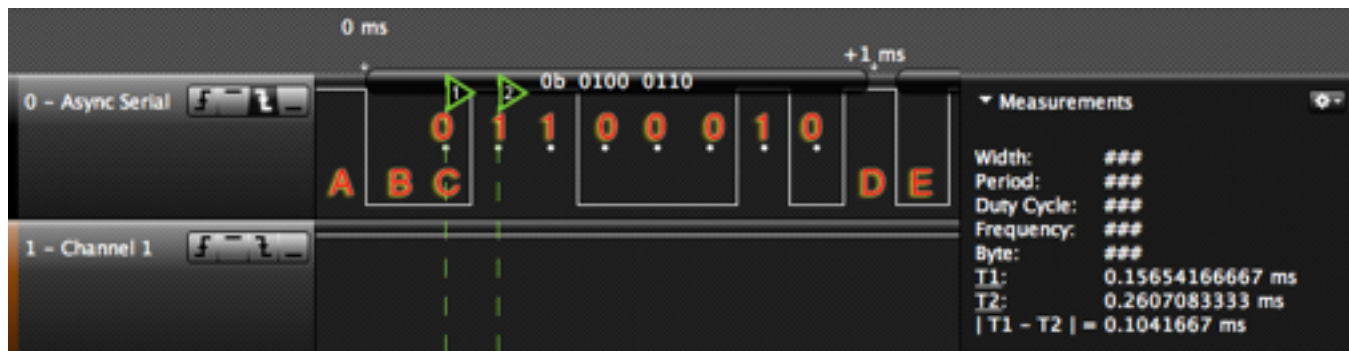 0 ms
+1 ms
0b 0100 0110
0 - Async Serial
1 2
0 1 1 0 0 0 1 0
A B C D E
1 - Channel 1
Measurements
Width: ###
Period: ###
Duty Cycle: ###
Frequency: ###
Byte: ###
T1: 0.15654166667 ms
T2: 0.2607083333 ms
| T1 - T2 | = 0.1041667 ms